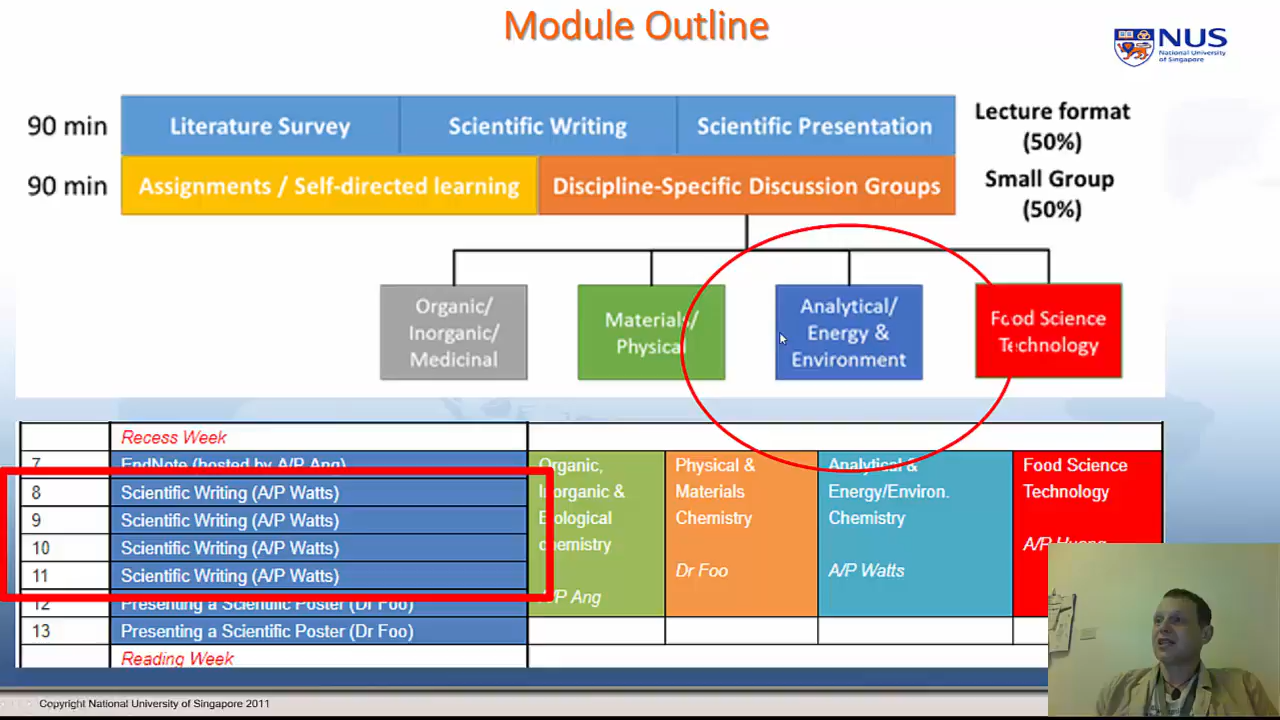 Module Outline
NUS
National University
of Singapore
90 min
Literature Survey
Scientific Writing
Scientific Presentation
Lecture format
(50%)
90 min
Assignments / Self-directed learning
Discipline-Specific Discussion Groups
Small Group
(50%)
Organic/
Inorganic/
Medicinal
Materials/
Physical
Analytical/
Energy &
Environment
Food Science
Technology
Recess Week
7
EndNote (hosted by A/P Ang)
8
Scientific Writing (A/P Watts)
9
Scientific Writing (A/P Watts)
10
Scientific Writing (A/P Watts)
11
Scientific Writing (A/P Watts)
12
Presenting a Scientific Poster (Dr Foo)
13
Presenting a Scientific Poster (Dr Foo)
Reading Week
Organic,
Inorganic &
Biological
chemistry
A/P Ang
Physical &
Materials
Chemistry
Dr Foo
Analytical &
Energy/Environ.
Chemistry
A/P Watts
Food Science
Technology
A/P Huang
Copyright National University of Singapore 2011